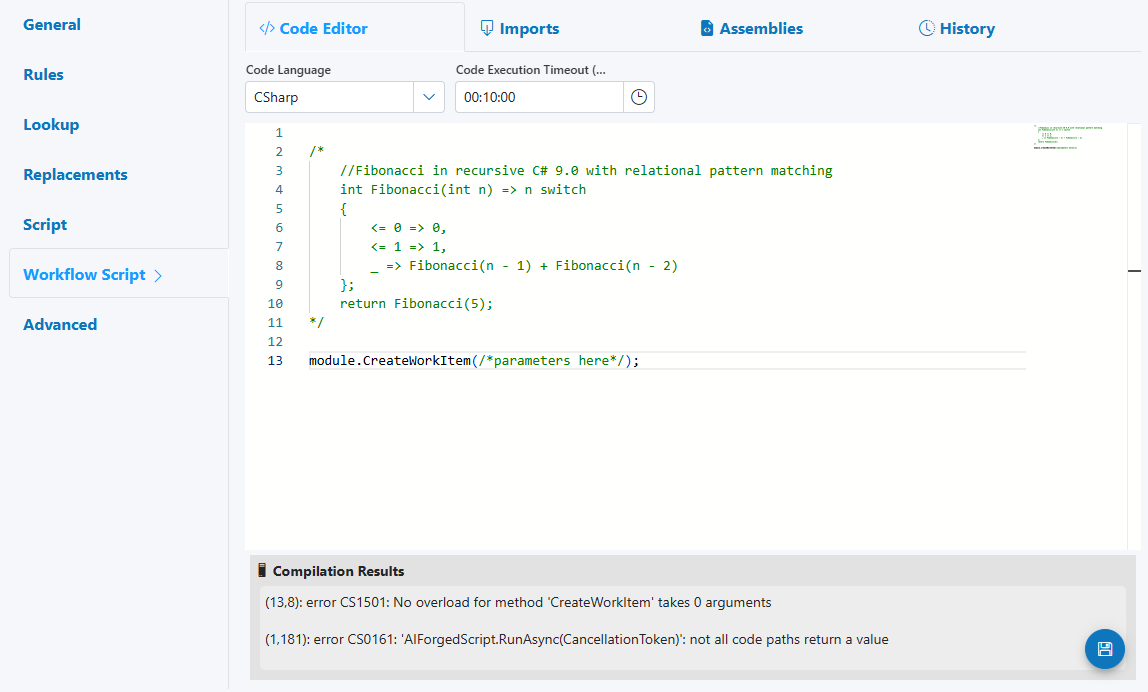 General
Rules
Lookup
Replacements
Script
Workflow Script
Advanced
</> Code Editor
Imports
Assemblies
History
Code Language
Code Execution Timeout (...
CSharp
00:10:00
1
2 /*
3 //Fibonacci in recursive C# 9.0 with relational pattern matching
4 int Fibonacci(int n) => n switch
5 {
6 <= 0 => 0,
7 <= 1 => 1,
8 _ => Fibonacci(n - 1) + Fibonacci(n - 2)
9 };
10 return Fibonacci(5);
11 */
12
13 module.CreateWorkItem(/*parameters here*/);
Compilation Results
(13,8): error CS1501: No overload for method 'CreateWorkItem' takes 0 arguments
(1,181): error CS0161: 'AIForgedScript.RunAsync(CancellationToken)': not all code paths return a value